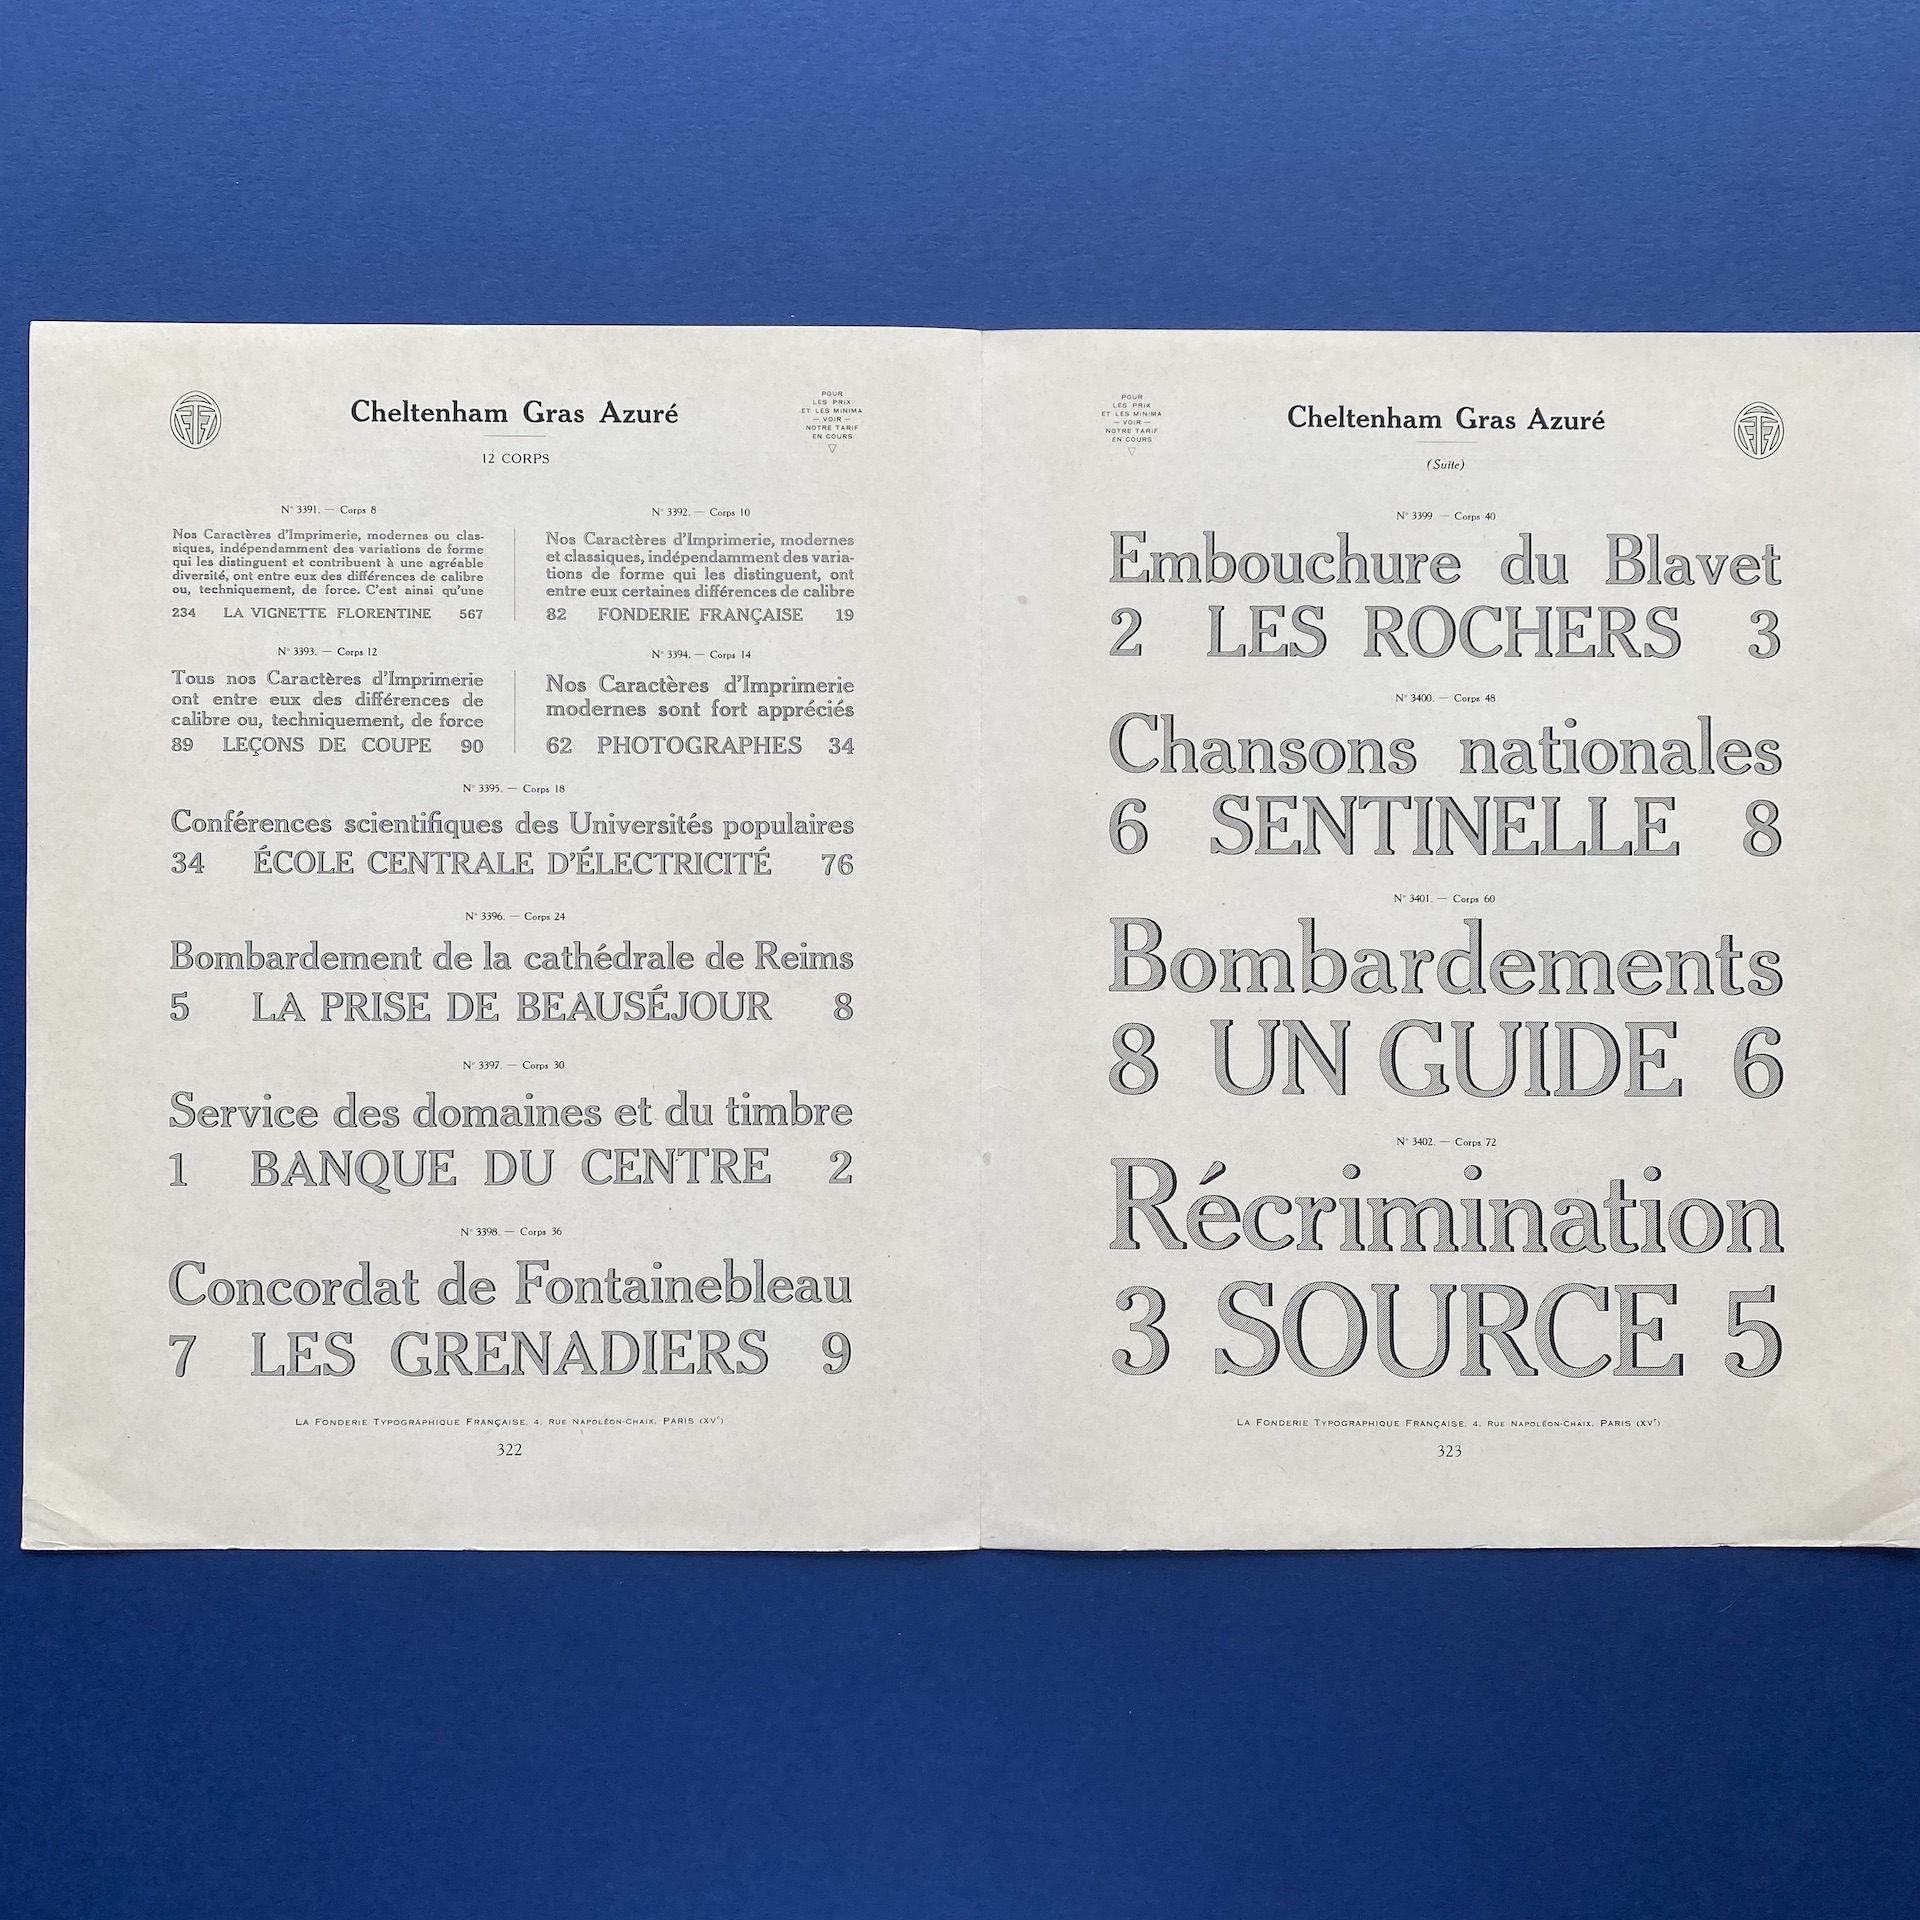 Cheltenham Gras Azuré
POUR
LES PRIX
ET LES MINIMA
— VOIR —
NOTRE TARIF
EN COURS
12 CORPS
N° 3391. — Corps 8
Nos Caractères d'Imprimerie, modernes ou clas-
siques, indépendamment des variations de forme
qui les distinguent et contribuent à une agréable
diversité, ont entre eux des différences de calibre
ou, techniquement, de force. C'est ainsi qu'une
234 LA VIGNETTE FLORENTINE 567
N° 3392. — Corps 10
Nos Caractères d'Imprimerie, modernes
et classiques, indépendamment des varia-
tions de forme qui les distinguent, ont
entre eux certaines différences de calibre
82 FONDERIE FRANÇAISE 19
N° 3393. — Corps 12
Tous nos Caractères d'Imprimerie
ont entre eux des différences de
calibre ou, techniquement, de force
89 LEÇONS DE COUPE 90
N° 3394. — Corps 14
Nos Caractères d'Imprimerie
modernes sont fort appréciés
62 PHOTOGRAPHES 34
N° 3395. — Corps 18
Conférences scientifiques des Universités populaires
34 ÉCOLE CENTRALE D'ÉLECTRICITÉ 76
N° 3396. — Corps 24
Bombardement de la cathédrale de Reims
5 LA PRISE DE BEAUSÉJOUR 8
N° 3397. — Corps 30
Service des domaines et du timbre
1 BANQUE DU CENTRE 2
N° 3398. — Corps 36
Concordat de Fontainebleau
7 LES GRENADIERS 9
LA FONDERIE TYPOGRAPHIQUE FRANÇAISE, 4, RUE NAPOLÉON-CHAIX, PARIS (XVe)
322
POUR
LES PRIX
ET LES MINIMA
— VOIR —
NOTRE TARIF
EN COURS
Cheltenham Gras Azuré
(Suite)
N° 3399 — Corps 40
Embouchure du Blavet
2 LES ROCHERS 3
N° 3400. — Corps 48
Chansons nationales
6 SENTINELLE 8
N° 3401. — Corps 60
Bombardements
8 UN GUIDE 6
N° 3402. — Corps 72
Récrimination
3 SOURCE 5
LA FONDERIE TYPOGRAPHIQUE FRANÇAISE, 4, RUE NAPOLÉON-CHAIX, PARIS (XVe)
323